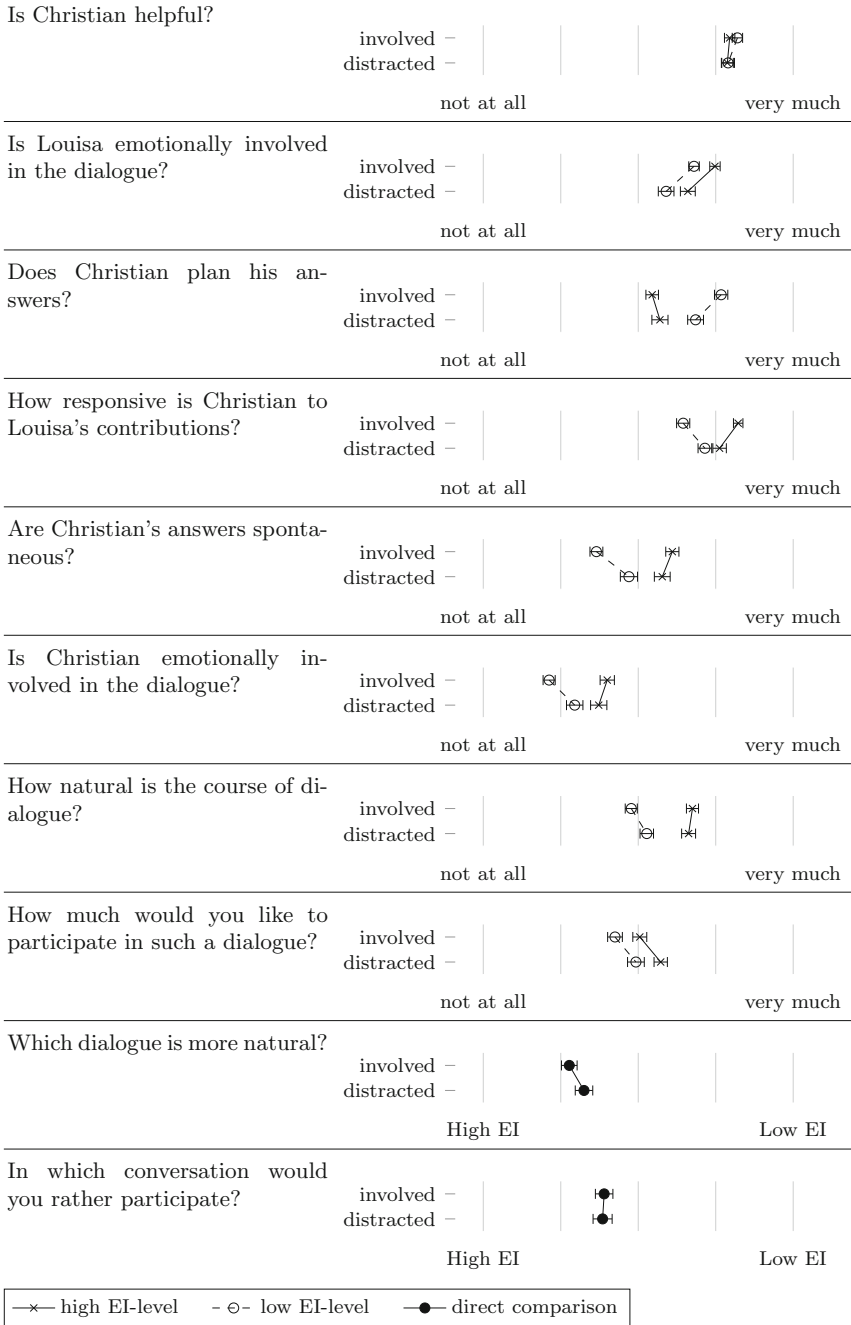 Is Christian helpful?
involved
distracted
not at all very much
Is Louisa emotionally involved
in the dialogue?
involved
distracted
not at all very much
Does Christian plan his an-
swers?
involved
distracted
not at all very much
How responsive is Christian to
Louisa's contributions?
involved
distracted
not at all very much
Are Christian's answers sponta-
neous?
involved
distracted
not at all very much
Is Christian emotionally in-
volved in the dialogue?
involved
distracted
not at all very much
How natural is the course of di-
alogue?
involved
distracted
not at all very much
How much would you like to
participate in such a dialogue?
involved
distracted
not at all very much
Which dialogue is more natural?
involved
distracted
High EI Low EI
In which conversation would
you rather participate?
involved
distracted
High EI Low EI
high EI-level low EI-level direct comparison